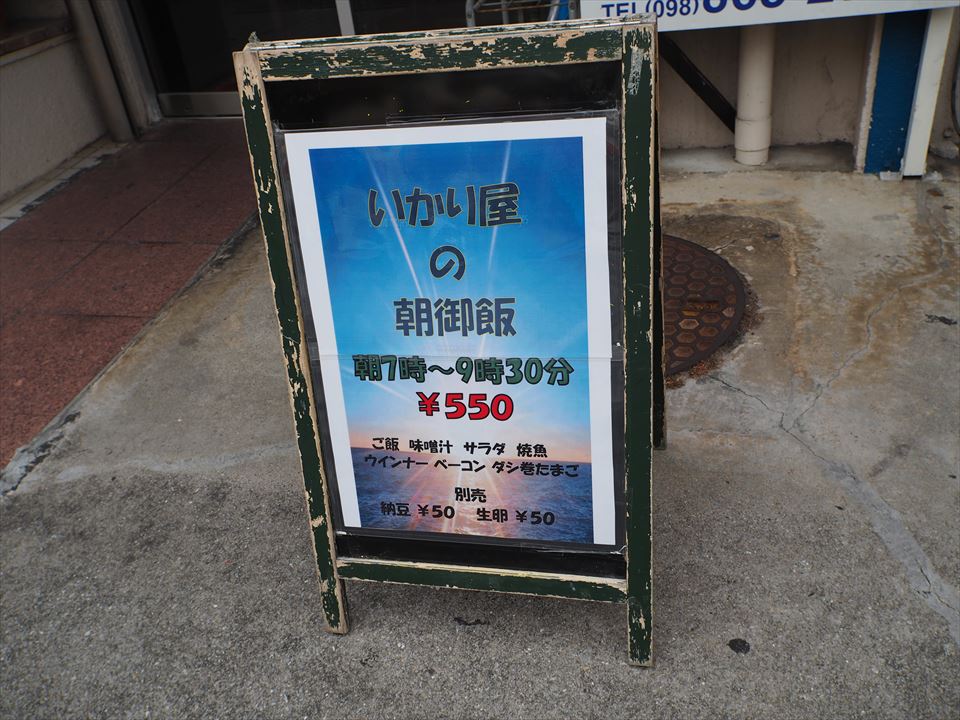 TEL(098)
いかり屋
の
朝御飯
朝7時～9時30分
¥550
ご飯 味噌汁 サラダ 焼魚
ウインナー ベーコン ダシ巻たまご
別売
納豆 ¥50 生卵 ¥50